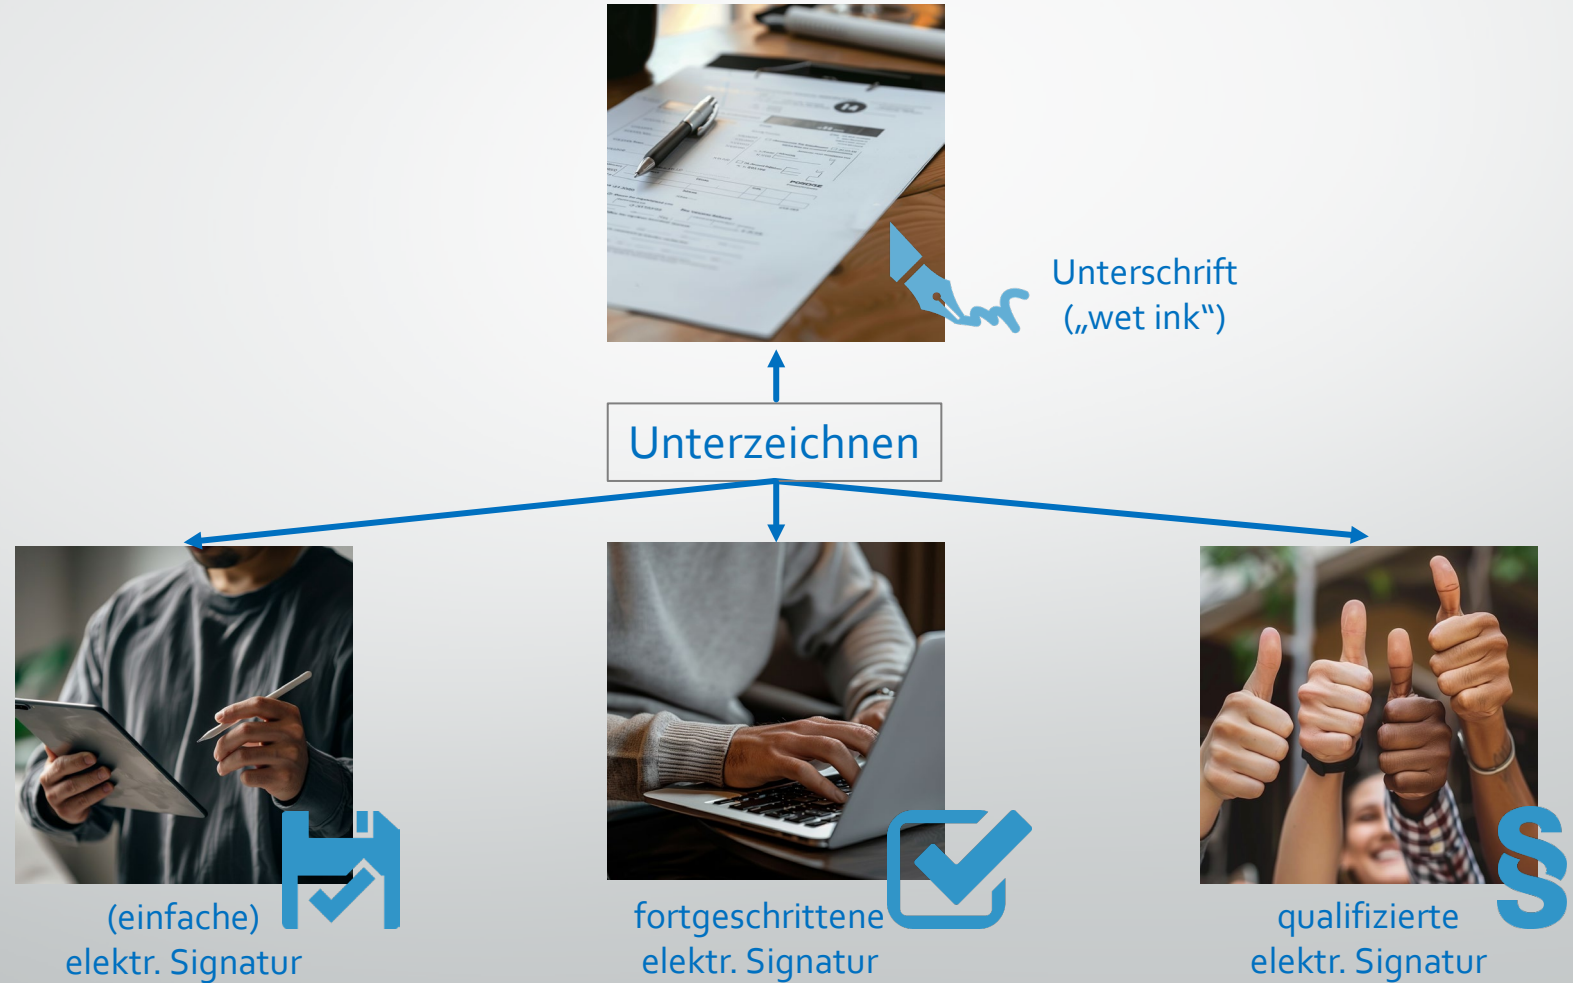 Unterschrift
(„wet ink“)
Unterzeichnen
(einfache)
elektr. Signatur
fortgeschrittene
elektr. Signatur
qualifizierte
elektr. Signatur
§